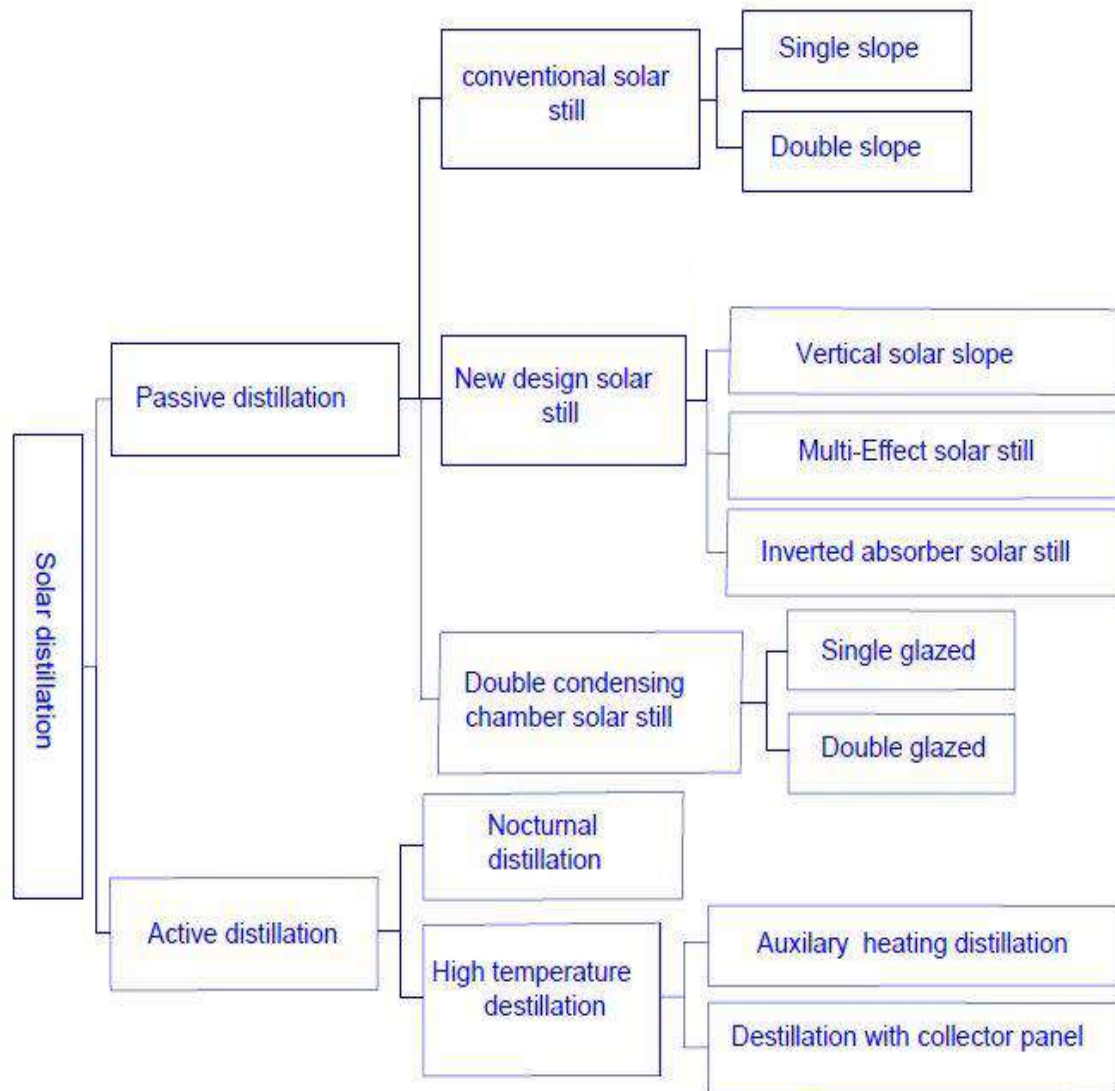 Solar distillation
Passive distillation
conventional solar
still
Single slope
Double slope
New design solar
still
Vertical solar slope
Multi-Effect solar still
Inverted absorber solar still
Double condensing
chamber solar still
Single glazed
Double glazed
Active distillation
Nocturnal
distillation
High temperature
destillation
Auxilary heating distillation
Destillation with collector panel